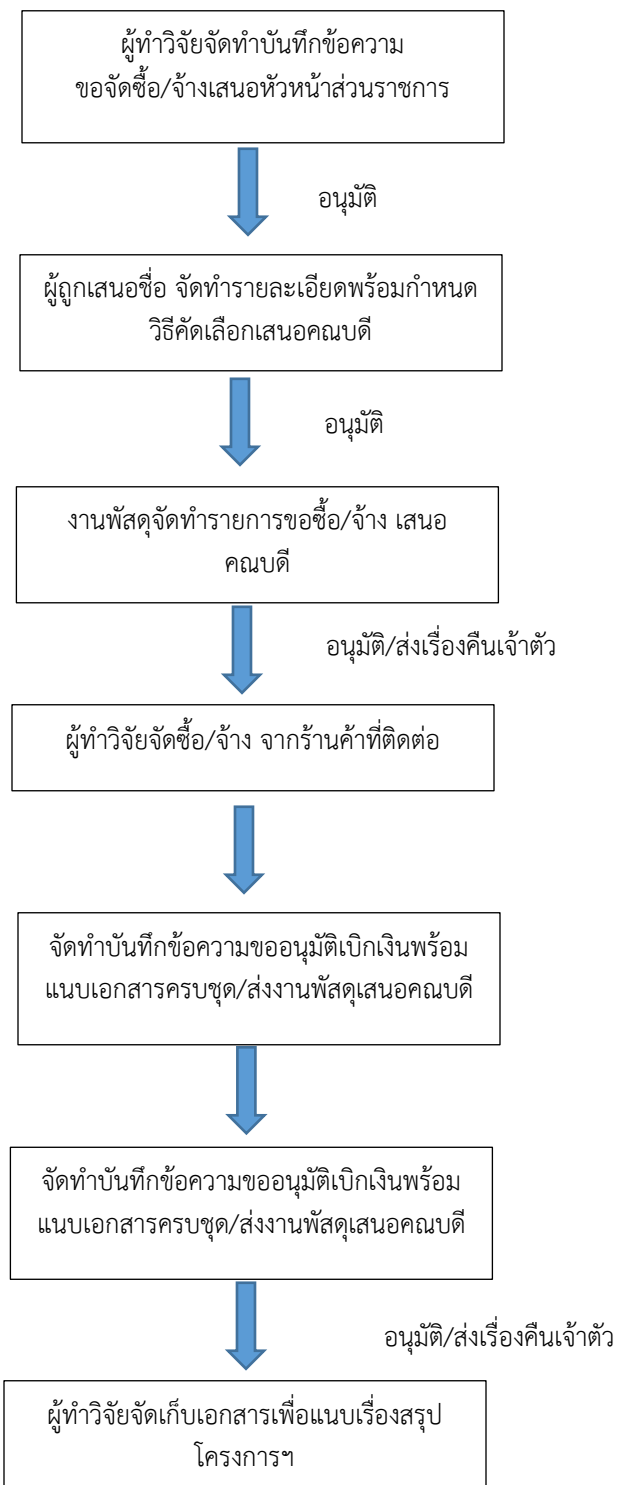 ผู้ทำวิจัยจัดทำบันทึกข้อความ
ขอจัดซื้อ/จ้างเสนอหัวหน้าส่วนราชการ
อนุมัติ
ผู้ถูกเสนอชื่อ จัดทำรายละเอียดพร้อมกำหนด
วิธีคัดเลือกเสนอคณบดี
อนุมัติ
งานพัสดุจัดทำรายการขอซื้อ/จ้าง เสนอ
คณบดี
อนุมัติ/ส่งเรื่องคืนเจ้าตัว
ผู้ทำวิจัยจัดซื้อ/จ้าง จากร้านค้าที่ติดต่อ
จัดทำบันทึกข้อความขออนุมัติเบิกเงินพร้อม
แนบเอกสารครบชุด/ส่งงานพัสดุเสนอคณบดี
จัดทำบันทึกข้อความขออนุมัติเบิกเงินพร้อม
แนบเอกสารครบชุด/ส่งงานพัสดุเสนอคณบดี
อนุมัติ/ส่งเรื่องคืนเจ้าตัว
ผู้ทำวิจัยจัดเก็บเอกสารเพื่อแนบเรื่องสรุป
โครงการฯ